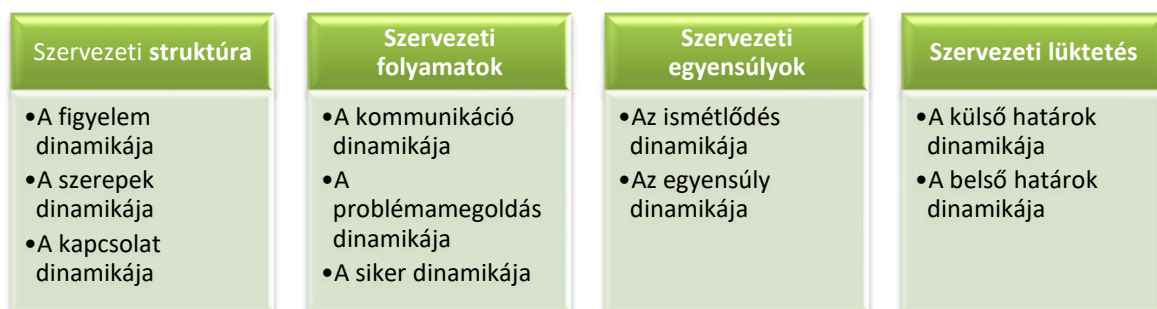 Szervezeti struktúra
•A figyelem
dinamikája
•A szerepek
dinamikája
•A kapcsolat
dinamikája
Szervezeti
folyamatok
•A kommunikáció
dinamikája
•A
problémamegoldás
dinamikája
•A siker dinamikája
Szervezeti
egyensúlyok
•Az ismétlődés
dinamikája
•Az egyensúly
dinamikája
Szervezeti lüktetés
•A külső határok
dinamikája
•A belső határok
dinamikája